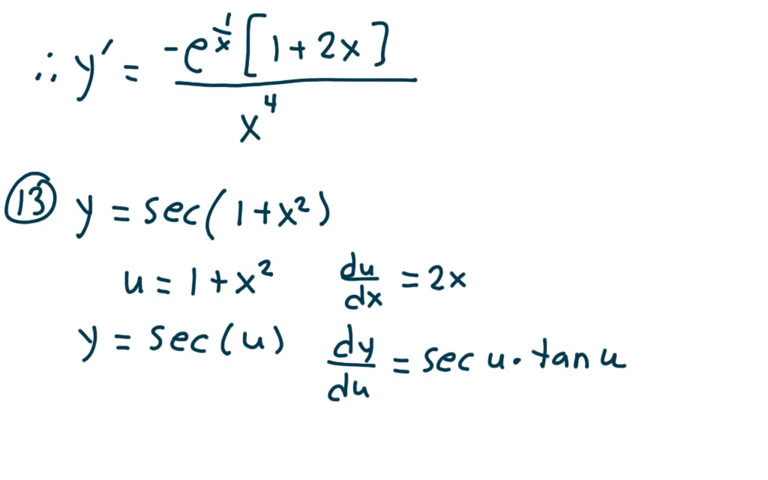 ∴ y' = -e^(1/x) [1 + 2x] / x^4
⑬ y = sec(1 + x²)
u = 1 + x² du/dx = 2x
y = sec(u) dy/du = sec u · tan u